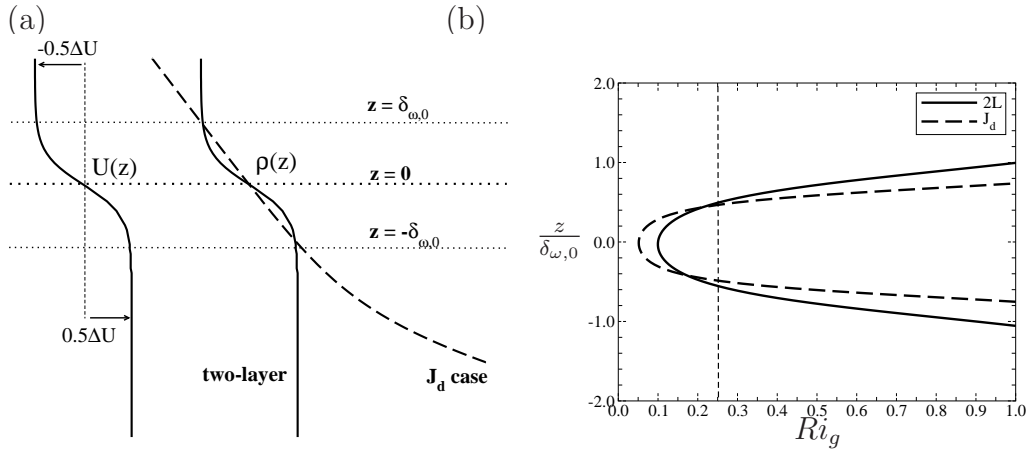 (a)
-0.5ΔU
z = δω,0
U(z)
ρ(z)
z = 0
z = -δω,0
0.5ΔU
two-layer
Jd case
(b)
2.0
1.0
0.0
-1.0
-2.0
z
δω,0
2L
Jd
0.0 0.1 0.2 0.3 0.4 0.5 0.6 0.7 0.8 0.9 1.0
Rig